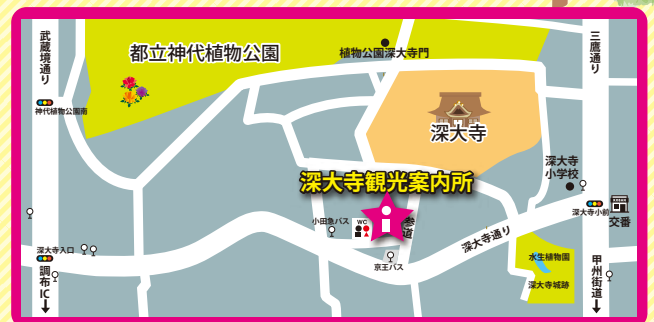 武蔵境通り
都立神代植物公園
植物公園深大寺門
三鷹通り
神代植物公園南
深大寺
深大寺
小学校
深大寺観光案内所
深大寺小前
交番
小田急バス
WC
参道
深大寺通り
深大寺入口
京王バス
水生植物園
深大寺城跡
調布IC
甲州街道